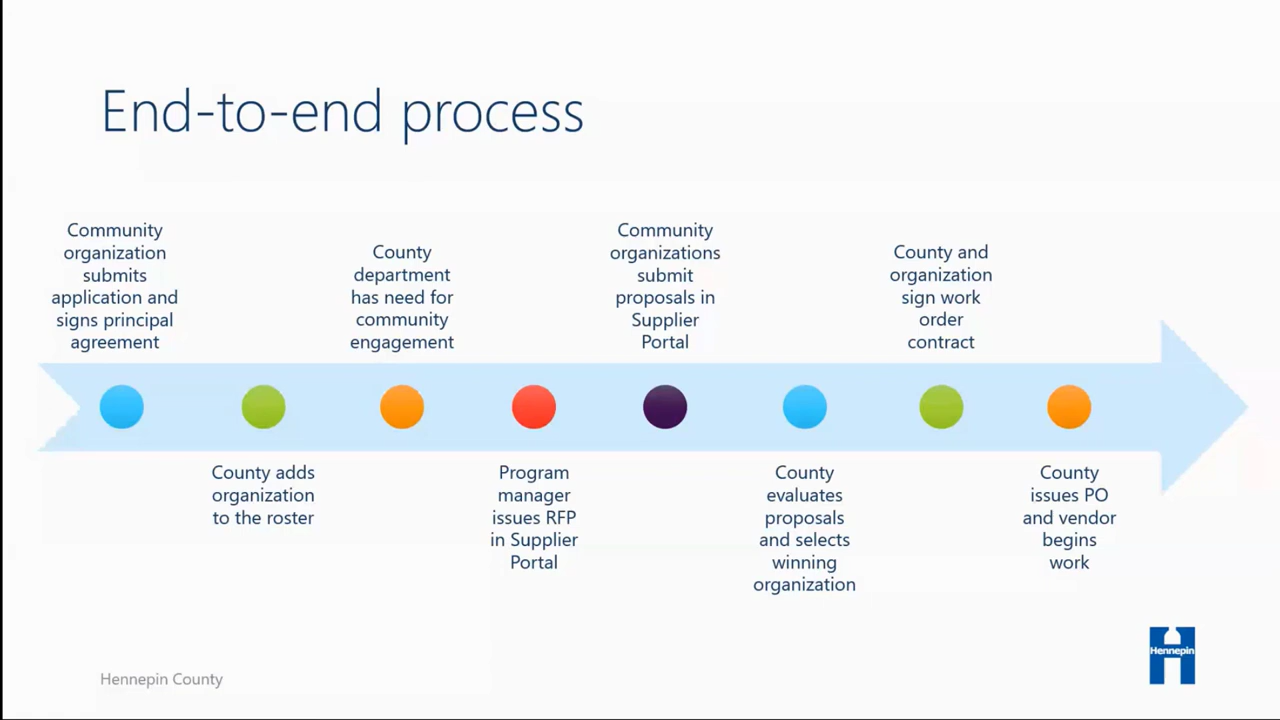 End-to-end process
Community
organization
submits
application and
signs principal
agreement
County adds
organization
to the roster
County
department
has need for
community
engagement
Program
manager
issues RFP
in Supplier
Portal
Community
organizations
submit
proposals in
Supplier
Portal
County
evaluates
proposals
and selects
winning
organization
County and
organization
sign work
order
contract
County
issues PO
and vendor
begins
work
Hennepin County
Hennepin